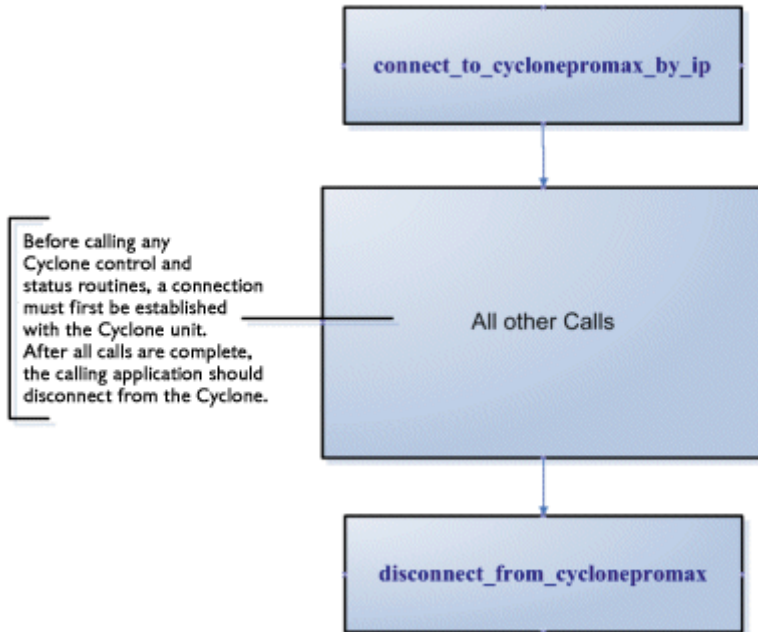 connect_to_cyclonepromax_by_ip
Before calling any
Cyclone control and
status routines, a connection
must first be established
with the Cyclone unit.
After all calls are complete,
the calling application should
disconnect from the Cyclone.
All other Calls
disconnect_from_cyclonepromax